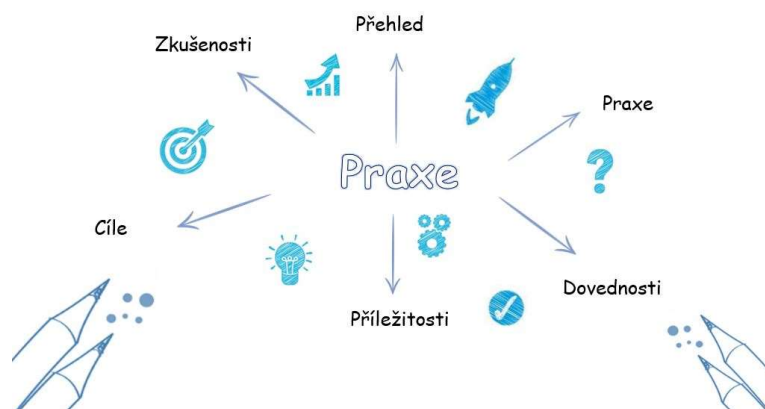 Přehled
Zkušenosti
Praxe
Praxe
Cíle
Dovednosti
Příležitosti